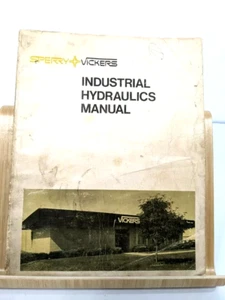 SPERRY VICKERS
INDUSTRIAL
HYDRAULICS
MANUAL
VICKERS